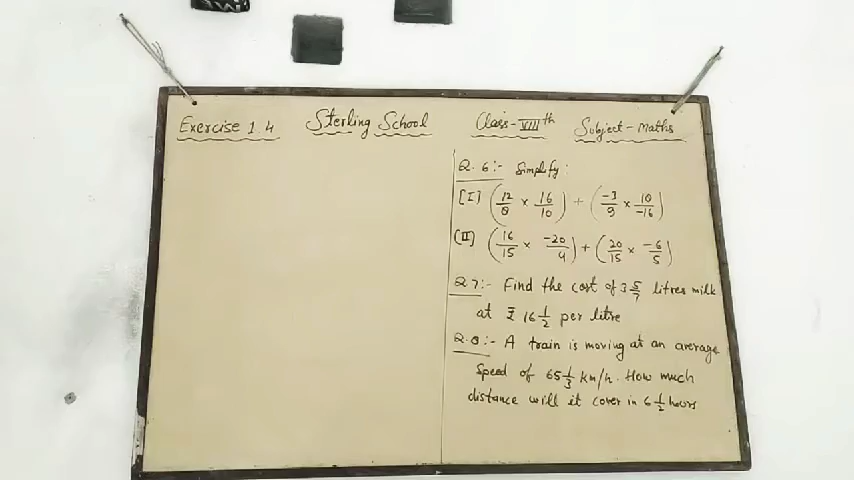 Exercise 1.4 Sterling School Class-VIIIth Subject-Maths
Q.6:- Simplify:
[I] (12/8 × 16/10) + (-3/9 × 10/-16)
[II] (16/15 × -20/4) + (20/15 × -6/5)
Q.7:- Find the cost of 3 5/7 litres milk
at ₹ 16 1/2 per litre
Q.8:- A train is moving at an average
Speed of 65 1/3 km/h. How much
distance will it cover in 6 1/2 hours